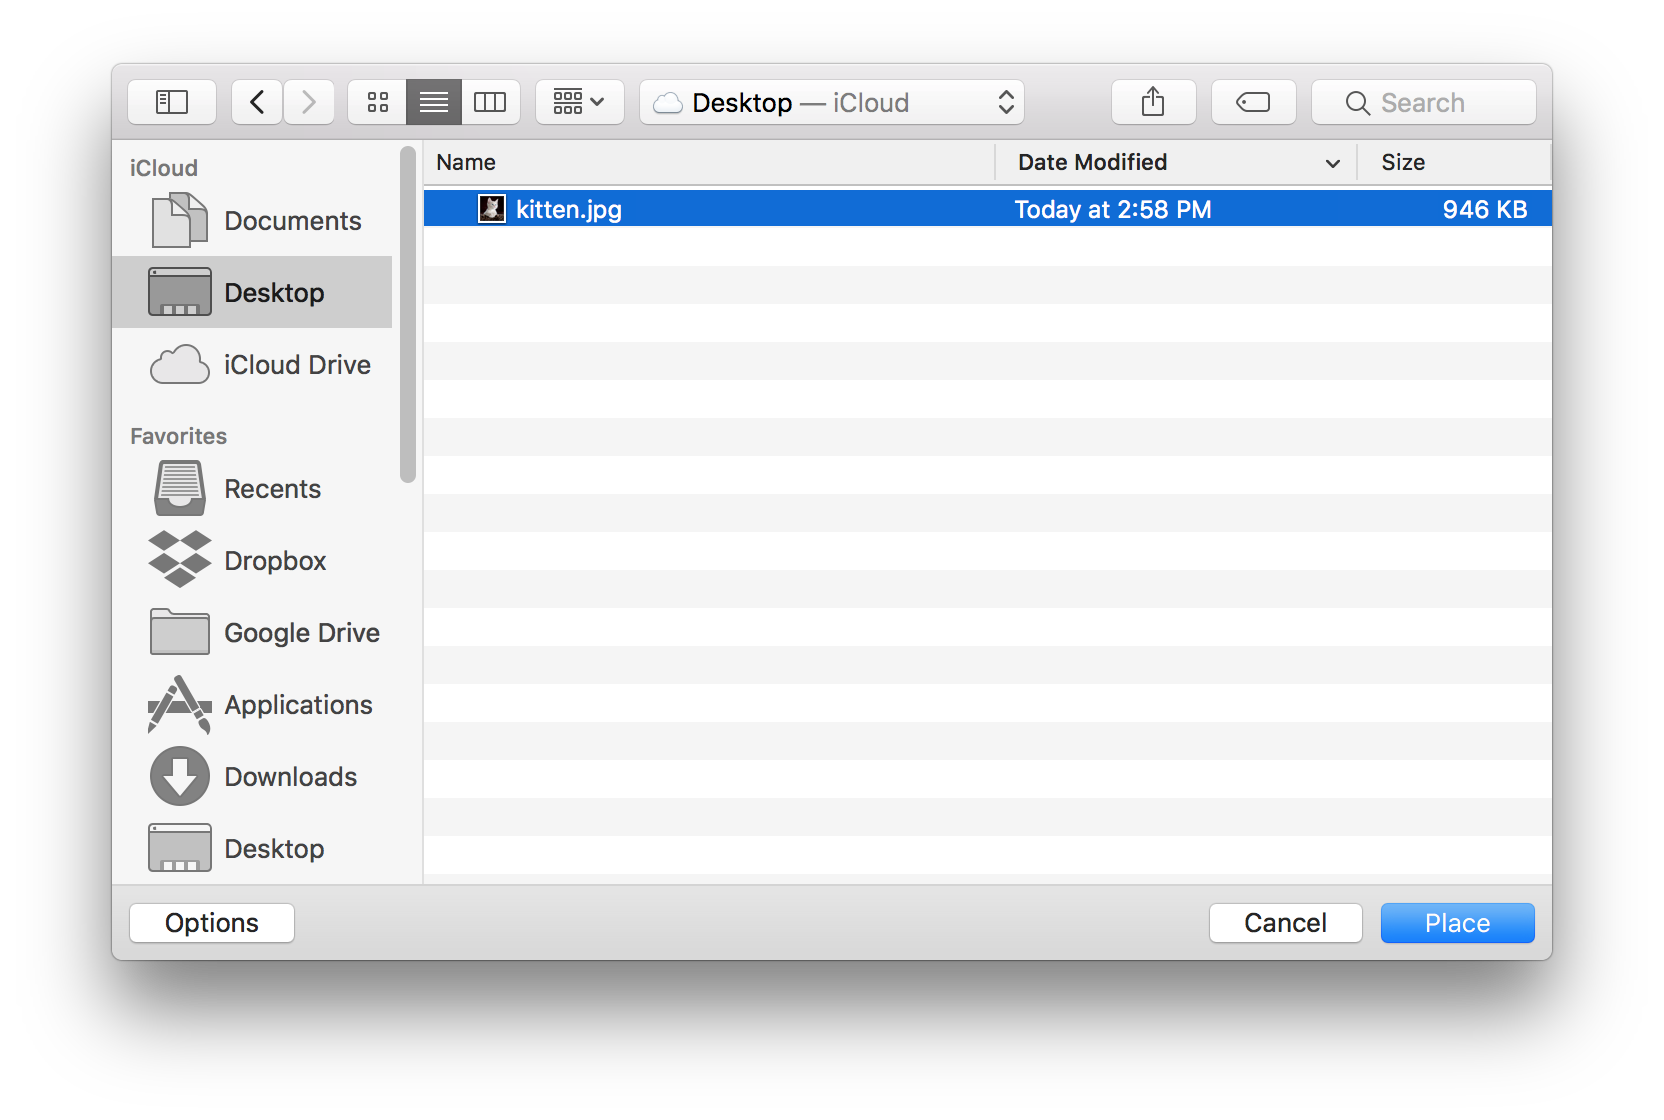 Desktop — iCloud
Search
iCloud
Documents
Desktop
iCloud Drive
Favorites
Recents
Dropbox
Google Drive
Applications
Downloads
Desktop
Name Date Modified Size
kitten.jpg Today at 2:58 PM 946 KB
Options Cancel Place